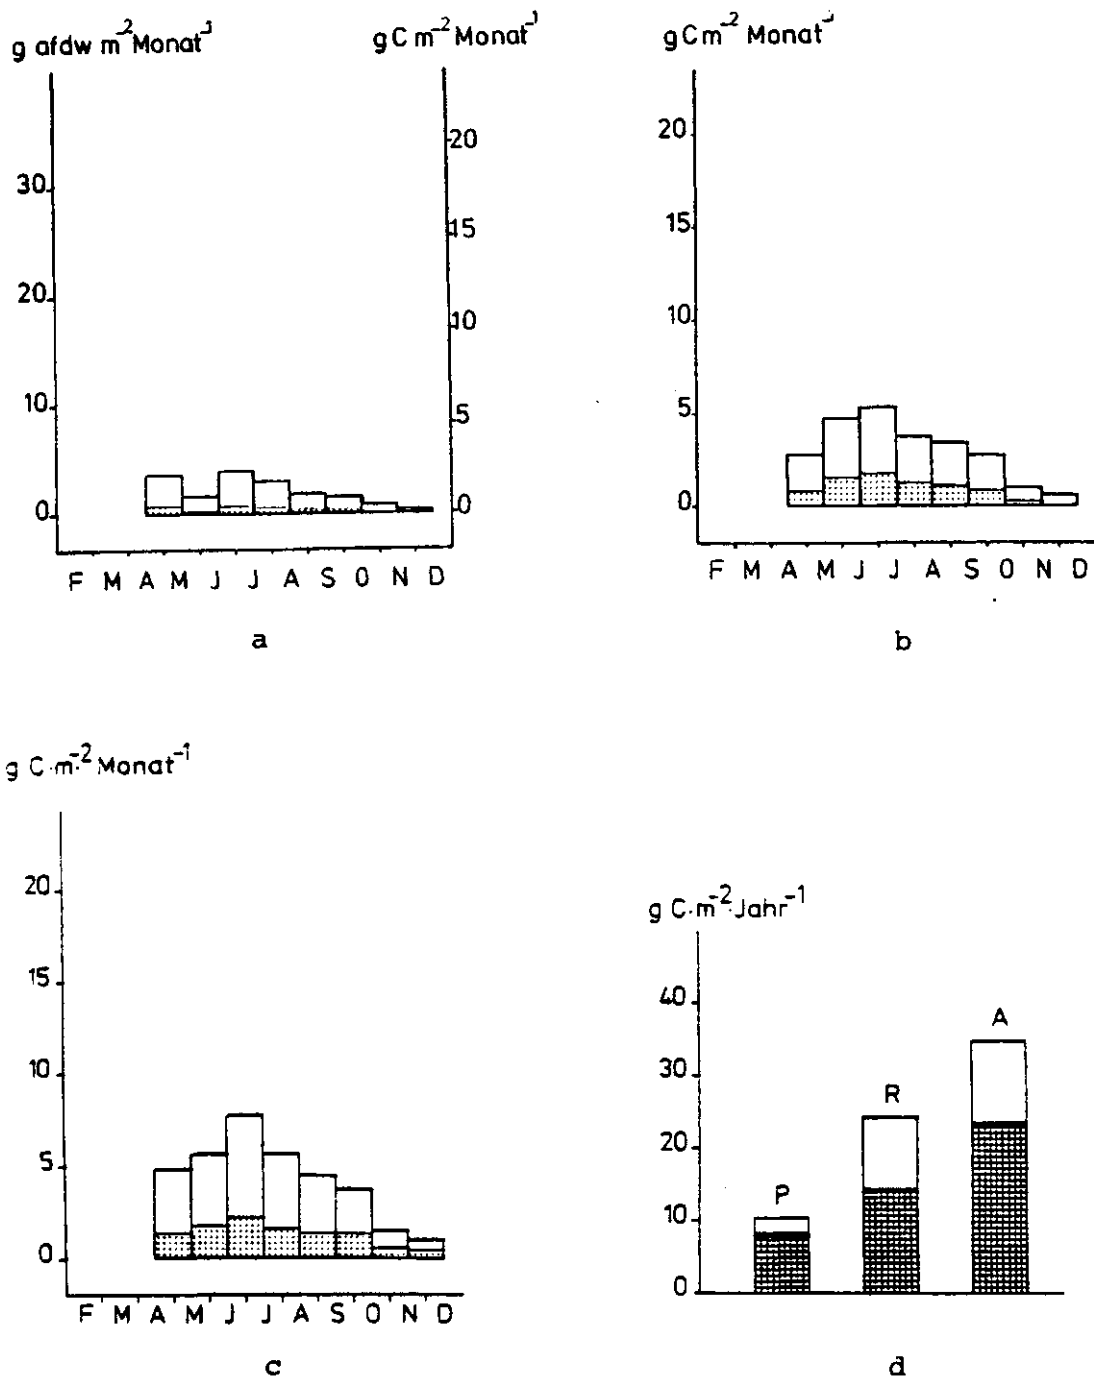 g afdw m⁻² Monat⁻¹
g C m⁻² Monat⁻¹
30
20
10
0
20
15
10
5
0
F M A M J J A S O N D
a
g C m⁻² Monat⁻¹
20
15
10
5
0
F M A M J J A S O N D
b
g C·m⁻² Monat⁻¹
20
15
10
5
0
F M A M J J A S O N D
c
g C·m⁻²·Jahr⁻¹
40
30
20
10
0
P
R
A
d